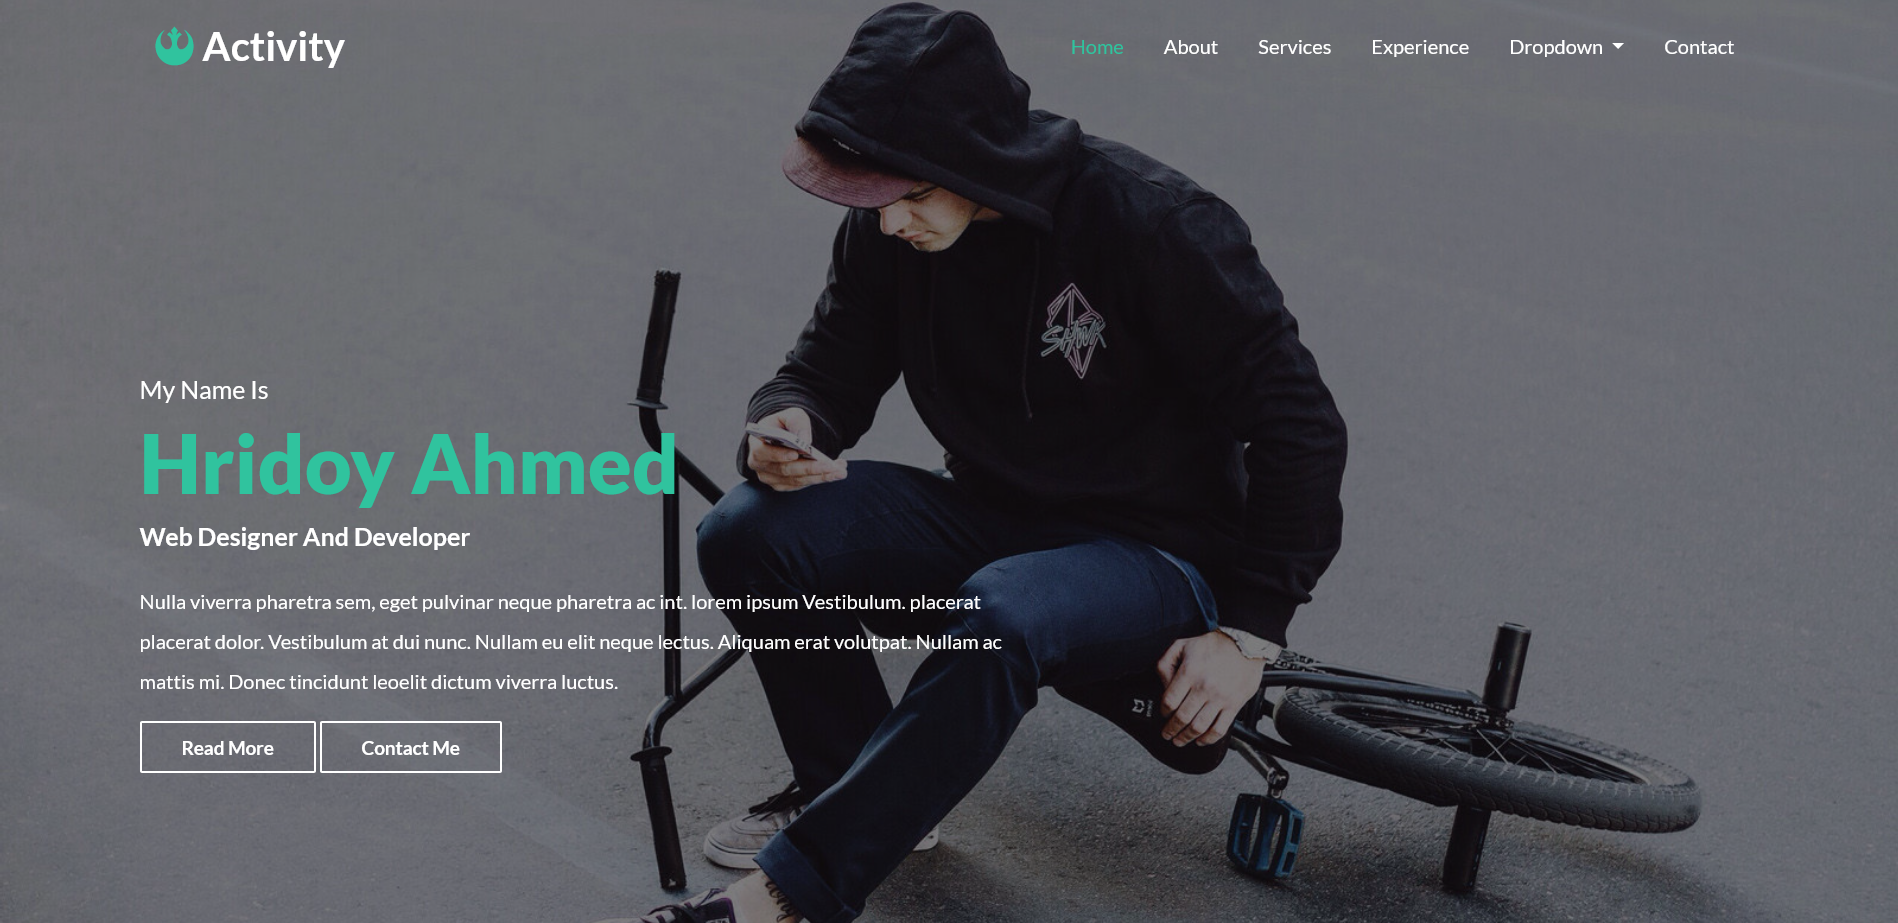 Activity
Home About Services Experience Dropdown Contact
SHWK
My Name Is
Hridoy Ahmed
Web Designer And Developer
Nulla viverra pharetra sem, eget pulvinar neque pharetra ac int. lorem ipsum Vestibulum. placerat
placerat dolor. Vestibulum at dui nunc. Nullam eu elit neque lectus. Aliquam erat volutpat. Nullam ac
mattis mi. Donec tincidunt leoelit dictum viverra luctus.
Read More Contact Me